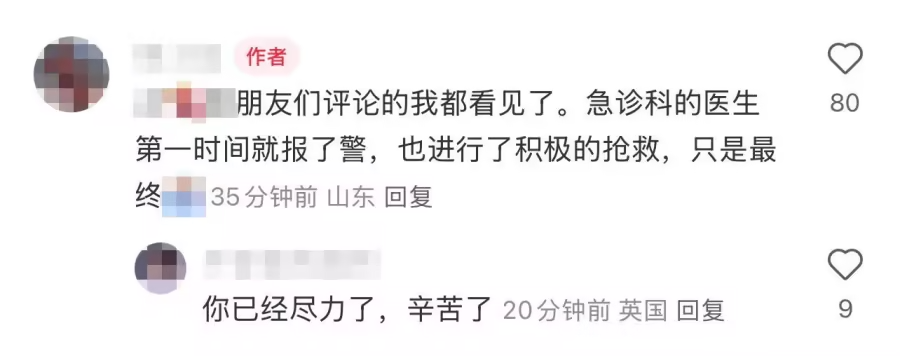 作者
朋友们评论的我都看见了。急诊科的医生
80
第一时间就报了警，也进行了积极的抢救，只是最
终 35分钟前 山东 回复
你已经尽力了，辛苦了 20分钟前 英国 回复
9